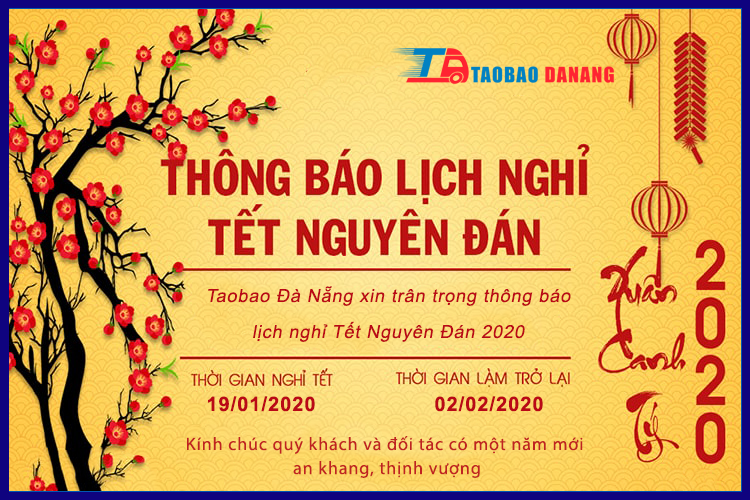 TAOBAO DANANG
THÔNG BÁO LỊCH NGHỈ
TẾT NGUYÊN ĐÁN
Taobao Đà Nẵng xin trân trọng thông báo
lịch nghỉ Tết Nguyên Đán 2020
THỜI GIAN NGHỈ TẾT
19/01/2020
THỜI GIAN LÀM TRỞ LẠI
02/02/2020
Kính chúc quý khách và đối tác có một năm mới
an khang, thịnh vượng
Xuân
Canh
Tý
2020